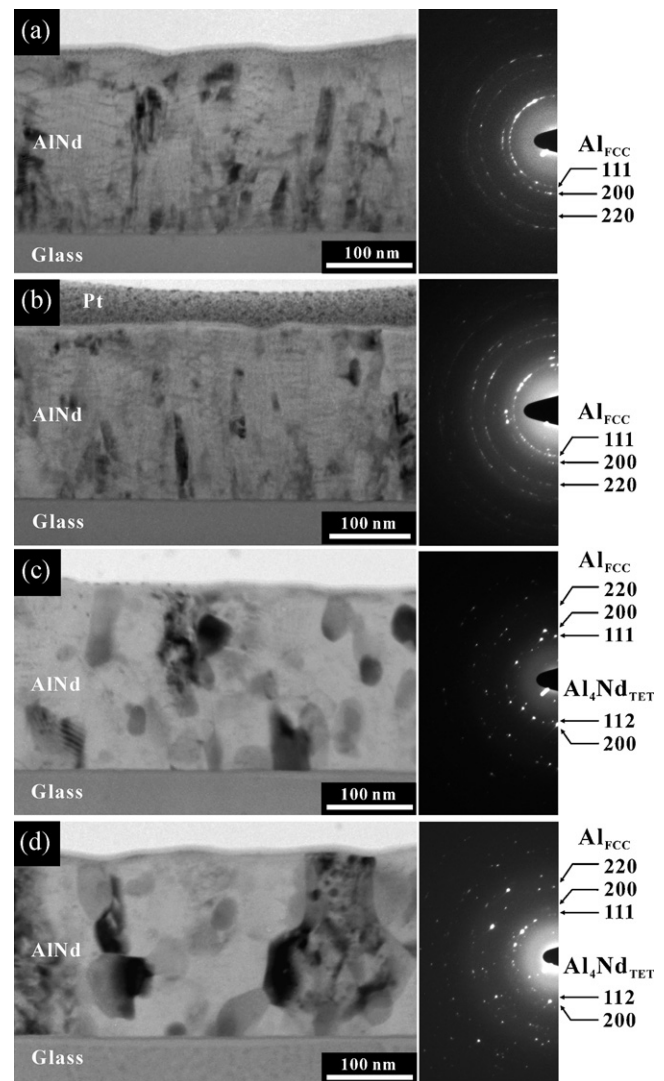 (a)
AlNd
Glass
100 nm
Al_FCC
111
200
220
(b)
Pt
AlNd
Glass
100 nm
Al_FCC
111
200
220
(c)
AlNd
Glass
100 nm
Al_FCC
220
200
111
Al₄Nd_TET
112
200
(d)
AlNd
Glass
100 nm
Al_FCC
220
200
111
Al₄Nd_TET
112
200